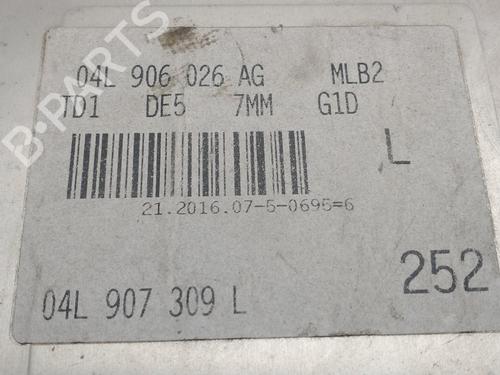 04L 906 026 AG MLB2
TD1 DE5 7MM G1D
L
21.2016.07-5-0695=6
252
04L 907 309 L
B-PARTS